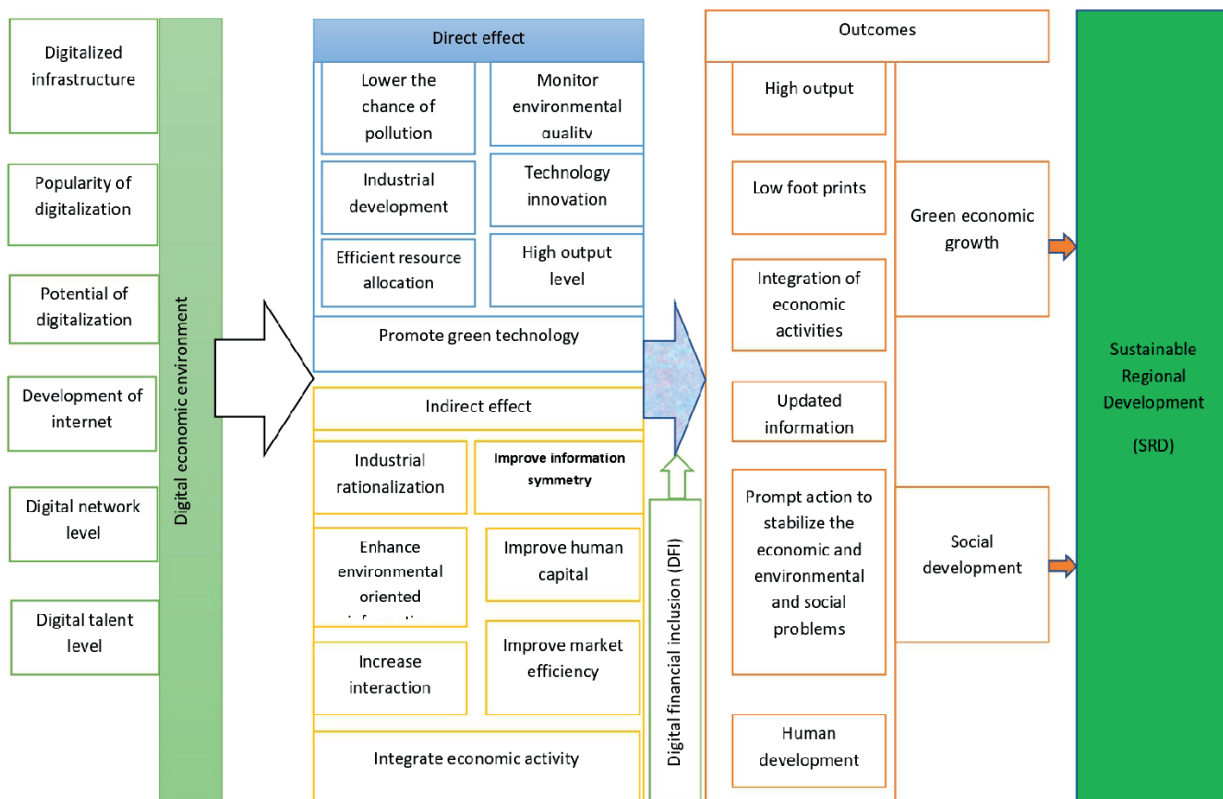 Digitalized
infrastructure
Popularity of
digitalization
Potential of
digitalization
Development of
internet
Digital network
level
Digital talent
level
Digital economic environment
Direct effect
Lower the
chance of
pollution
Monitor
environmental
quality
Industrial
development
Technology
innovation
Efficient resource
allocation
High output
level
Promote green technology
Indirect effect
Industrial
rationalization
Improve information
symmetry
Enhance
environmental
oriented
Improve human
capital
Increase
interaction
Improve market
efficiency
Integrate economic activity
Digital financial inclusion (DFI)
Outcomes
High output
Low foot prints
Integration of
economic
activities
Updated
information
Prompt action to
stabilize the
economic and
environmental
and social
problems
Human
development
Green economic
growth
Social
development
Sustainable
Regional
Development
(SRD)